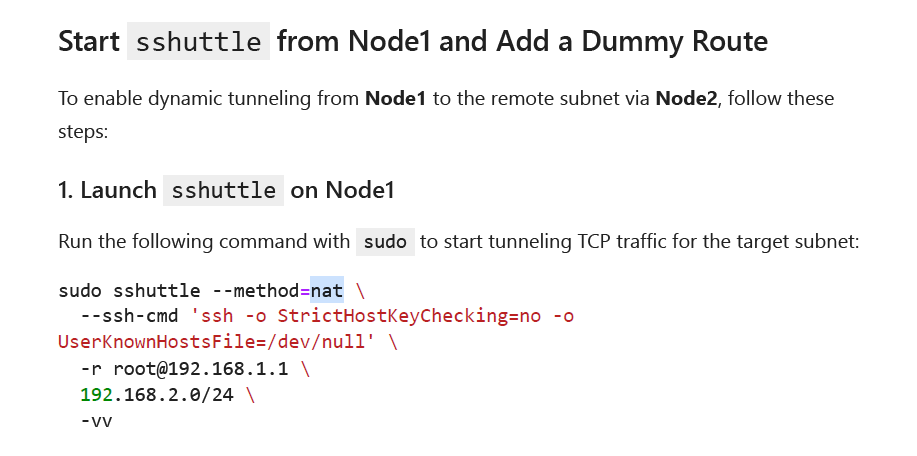 Start sshuttle from Node1 and Add a Dummy Route
To enable dynamic tunneling from Node1 to the remote subnet via Node2, follow these
steps:
1. Launch sshuttle on Node1
Run the following command with sudo to start tunneling TCP traffic for the target subnet:
sudo sshuttle --method=nat \
  --ssh-cmd 'ssh -o StrictHostKeyChecking=no -o
UserKnownHostsFile=/dev/null' \
  -r root@192.168.1.1 \
  192.168.2.0/24 \
  -vv